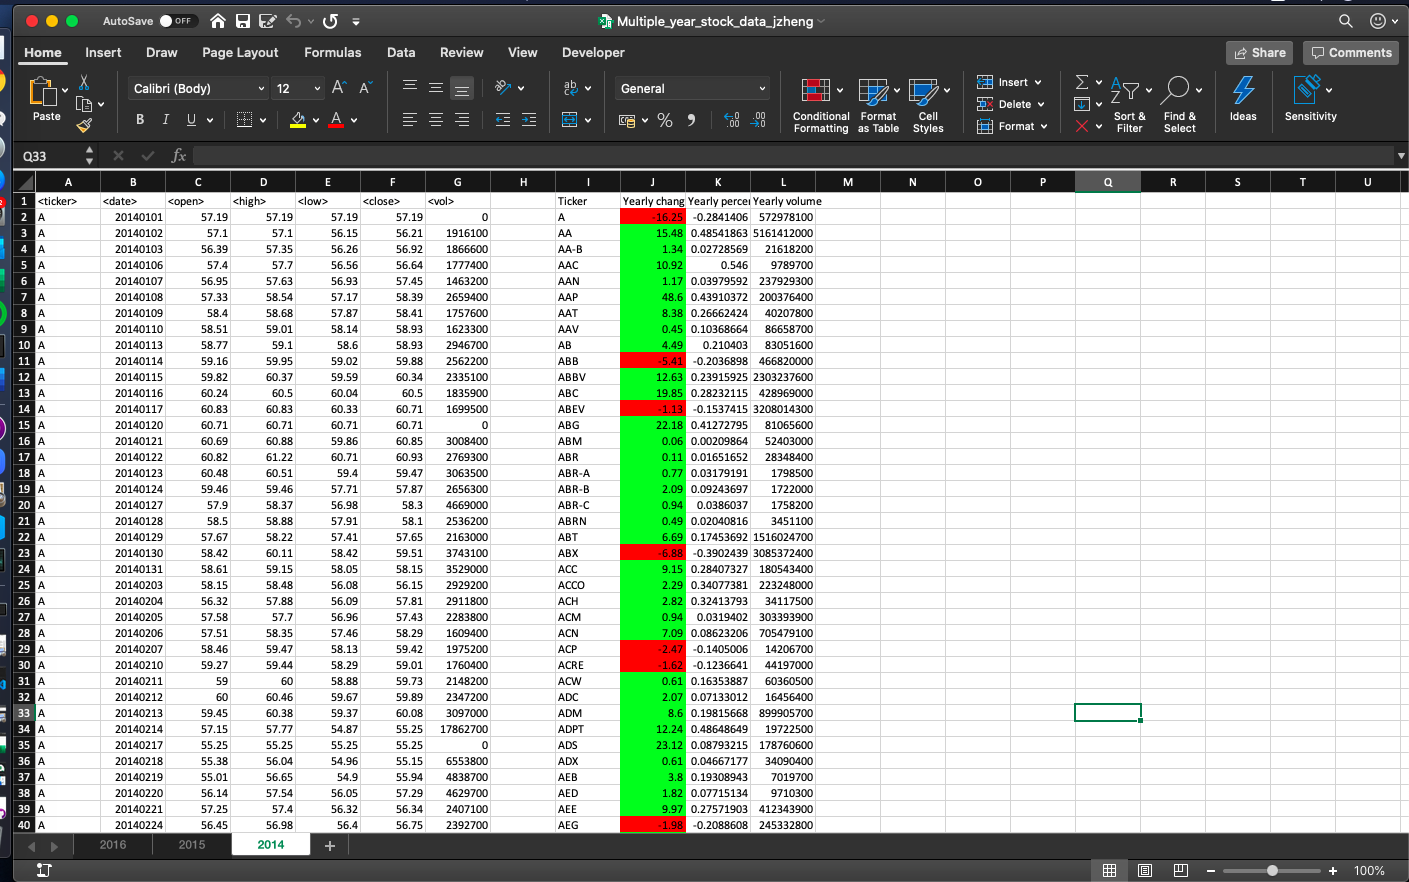 AutoSave OFF Multiple_year_stock_data_jzheng
Home Insert Draw Page Layout Formulas Data Review View Developer Share Comments
Paste Calibri (Body) 12 A A B I U A ab General % Conditional Formatting Format as Table Cell Styles Insert Delete Format Sort & Filter Find & Select Ideas Sensitivity
Q33 fx
A B C D E F G H I J K L M N O P Q R S T U
1 <ticker> <date> <open> <high> <low> <close> <vol> Ticker Yearly chang Yearly percei Yearly volume
2 A 20140101 57.19 57.19 57.19 57.19 0 A -16.25 -0.2841406 572978100
3 A 20140102 57.1 57.1 56.15 56.21 1916100 AA 15.48 0.48541863 5161412000
4 A 20140103 56.39 57.35 56.26 56.92 1866600 AA-B 1.34 0.02728569 21618200
5 A 20140106 57.4 57.7 56.56 56.64 1777400 AAC 10.92 0.546 9789700
6 A 20140107 56.95 57.63 56.93 57.45 1463200 AAN 1.17 0.03979592 237929300
7 A 20140108 57.33 58.54 57.17 58.39 2659400 AAP 48.6 0.43910372 200376400
8 A 20140109 58.4 58.68 57.87 58.41 1757600 AAT 8.38 0.26662424 40207800
9 A 20140110 58.51 59.01 58.14 58.93 1623300 AAV 0.45 0.10368664 86658700
10 A 20140113 58.77 59.1 58.6 58.93 2946700 AB 4.49 0.210403 83051600
11 A 20140114 59.16 59.95 59.02 59.88 2562200 ABB -5.41 -0.2036898 466820000
12 A 20140115 59.82 60.37 59.59 60.34 2335100 ABBV 12.63 0.23915925 2303237600
13 A 20140116 60.24 60.5 60.04 60.5 1835900 ABC 19.85 0.28232115 428969000
14 A 20140117 60.83 60.83 60.33 60.71 1699500 ABEV -1.13 -0.1537415 3208014300
15 A 20140120 60.71 60.71 60.71 60.71 0 ABG 22.18 0.41272795 81065600
16 A 20140121 60.69 60.88 59.86 60.85 3008400 ABM 0.06 0.00209864 52403000
17 A 20140122 60.82 61.22 60.71 60.93 2769300 ABR 0.11 0.01651652 28348400
18 A 20140123 60.48 60.51 59.4 59.47 3063500 ABR-A 0.77 0.03179191 1798500
19 A 20140124 59.46 59.46 57.71 57.87 2656300 ABR-B 2.09 0.09243697 1722000
20 A 20140127 57.9 58.37 56.98 58.3 4669000 ABR-C 0.94 0.0386037 1758200
21 A 20140128 58.5 58.88 57.91 58.1 2536200 ABRN 0.49 0.02040816 3451100
22 A 20140129 57.67 58.22 57.41 57.65 2163000 ABT 6.69 0.17453692 1516024700
23 A 20140130 58.42 60.11 58.42 59.51 3743100 ABX -6.88 -0.3902439 3085372400
24 A 20140131 58.61 59.15 58.05 58.15 3529000 ACC 9.15 0.28407327 180543400
25 A 20140203 58.15 58.48 56.08 56.15 2929200 ACCO 2.29 0.34077381 223248000
26 A 20140204 56.32 57.88 56.09 57.81 2911800 ACH 2.82 0.32413793 34117500
27 A 20140205 57.58 57.7 56.96 57.43 2283800 ACM 0.94 0.0319402 303393900
28 A 20140206 57.51 58.35 57.46 58.29 1609400 ACN 7.09 0.08623206 705479100
29 A 20140207 58.46 59.47 58.13 59.42 1975200 ACP -2.47 -0.1405006 14206700
30 A 20140210 59.27 59.44 58.29 59.01 1760400 ACRE -1.62 -0.1236641 44197000
31 A 20140211 59 60 58.88 59.73 2148200 ACW 0.61 0.16353887 60360500
32 A 20140212 60 60.46 59.67 59.89 2347200 ADC 2.07 0.07133012 16456400
33 A 20140213 59.45 60.38 59.37 60.08 3097000 ADM 8.6 0.19815668 899905700
34 A 20140214 57.15 57.77 54.87 55.25 17862700 ADPT 12.24 0.48648649 19722500
35 A 20140217 55.25 55.25 55.25 55.25 0 ADS 23.12 0.08793215 178760600
36 A 20140218 55.38 56.04 54.96 55.15 6553800 ADX 0.61 0.04667177 34090400
37 A 20140219 55.01 56.65 54.9 55.94 4838700 AEB 3.8 0.19308943 7019700
38 A 20140220 56.14 57.54 56.05 57.29 4629700 AED 1.82 0.07715134 9710300
39 A 20140221 57.25 57.4 56.32 56.34 2407100 AEE 9.97 0.27571903 412343900
40 A 20140224 56.45 56.98 56.4 56.75 2392700 AEG -1.98 -0.2088608 245332800
2016 2015 2014 +
− + 100%